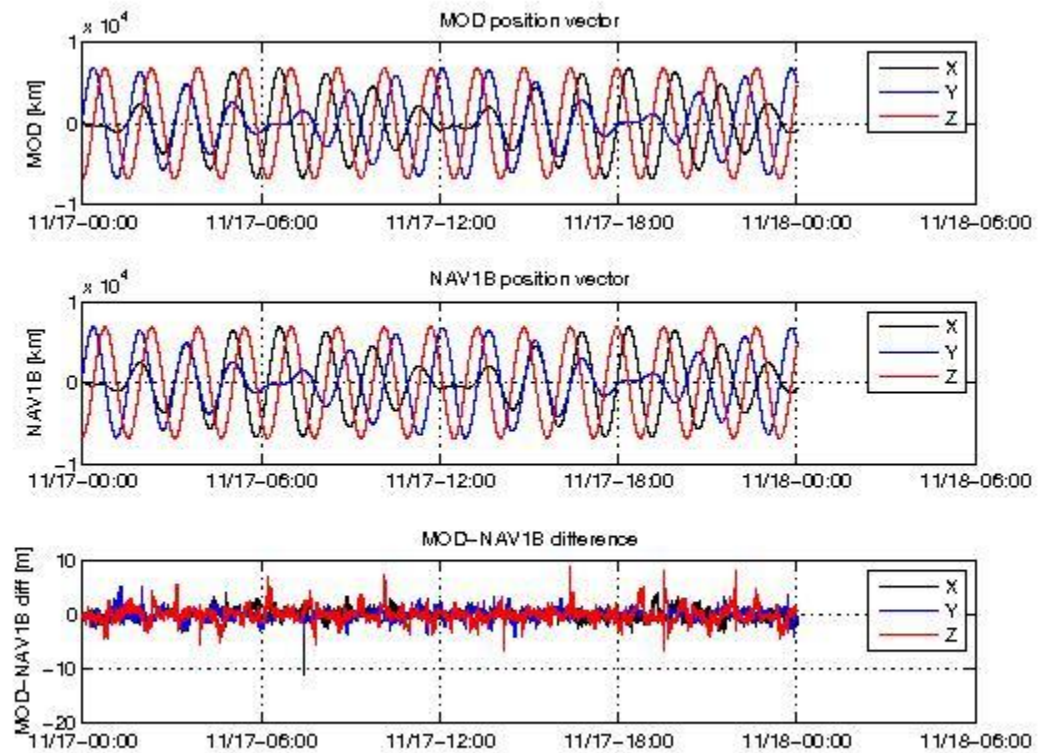 MOD position vector
x 10^4
1
0
-1
MOD [km]
X
Y
Z
11/17-00:00 11/17-06:00 11/17-12:00 11/17-18:00 11/18-00:00 11/18-06:00
NAV1B position vector
x 10^4
1
0
-1
NAV1B [km]
X
Y
Z
11/17-00:00 11/17-06:00 11/17-12:00 11/17-18:00 11/18-00:00 11/18-06:00
MOD-NAV1B difference
10
0
-10
-20
MOD-NAV1B diff [m]
X
Y
Z
11/17-00:00 11/17-06:00 11/17-12:00 11/17-18:00 11/18-00:00 11/18-06:00